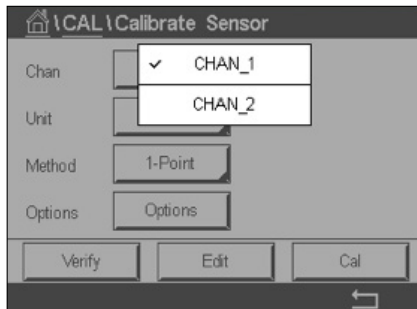 \CAL\Calibrate Sensor
Chan
CHAN_1
CHAN_2
Unit
Method
1-Point
Options
Options
Verify
Edit
Cal